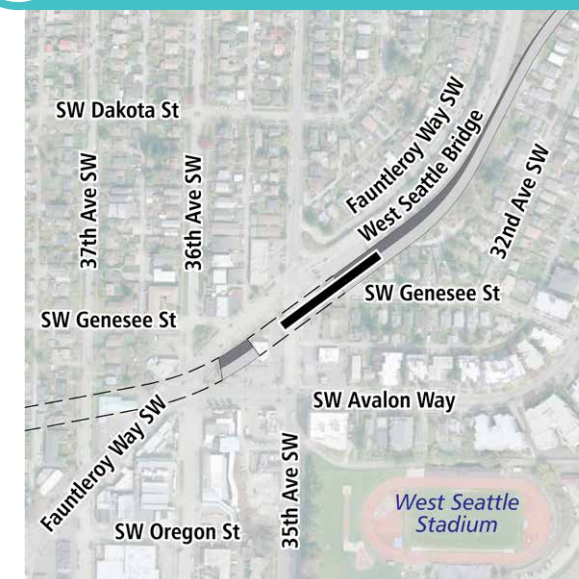 SW Dakota St
Fauntleroy Way SW
West Seattle Bridge
37th Ave SW
36th Ave SW
32nd Ave SW
SW Genesee St
SW Genesee St
SW Avalon Way
Fauntleroy Way SW
35th Ave SW
West Seattle
Stadium
SW Oregon St